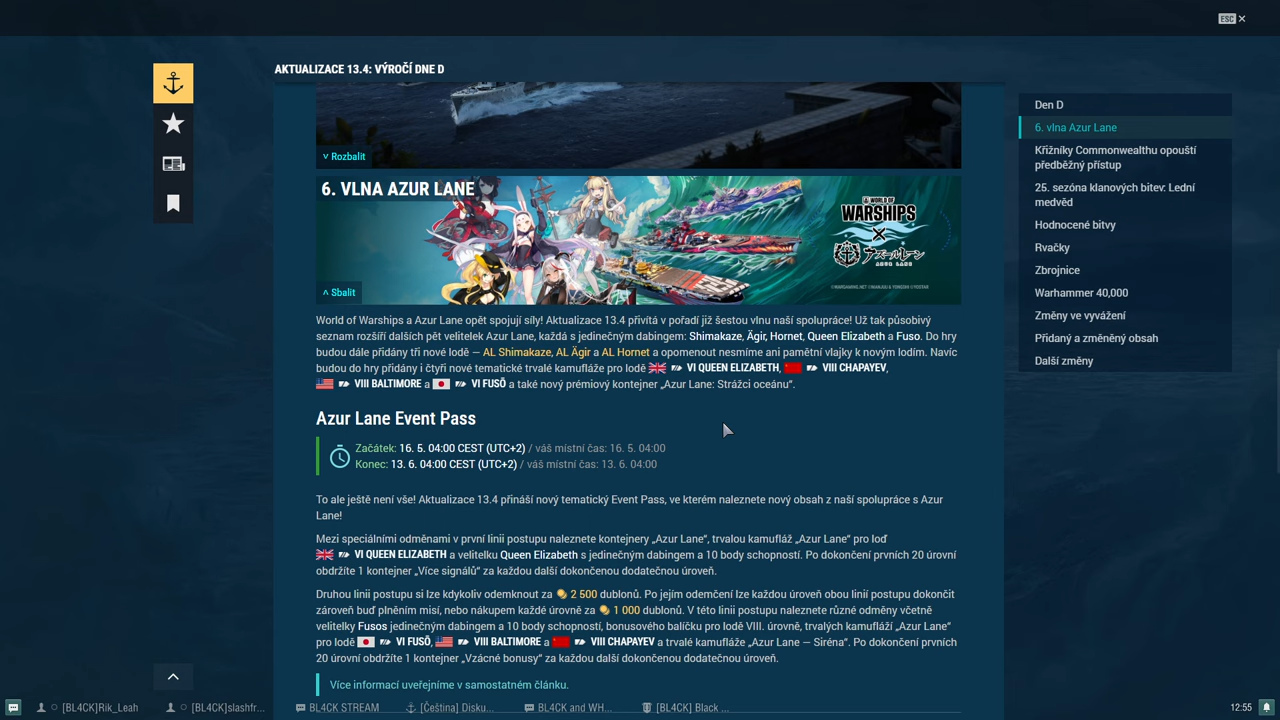 ESC ×
AKTUALIZACE 13.4: VÝROČÍ DNE D
Rozbalit
6. VLNA AZUR LANE
WORLD OF
WARSHIPS
アズールレーン
AZUR LANE
Sbalit
World of Warships a Azur Lane opět spojují síly! Aktualizace 13.4 přivítá v pořadí již šestou vlnu naší spolupráce! Už tak působivý
seznam rozšíří dalších pět velitelek Azur Lane, každá s jedinečným dabingem: Shimakaze, Ägir, Hornet, Queen Elizabeth a Fuso. Do hry
budou dále přidány tři nové lodě — AL Shimakaze, AL Ägir a AL Hornet a opomenout nesmíme ani pamětní vlajky k novým lodím. Navíc
budou do hry přidány i čtyři nové tematické trvalé kamufláže pro lodě VI QUEEN ELIZABETH, VIII CHAPAYEV,
VIII BALTIMORE a VI FUSŌ a také nový prémiový kontejner „Azur Lane: Strážci oceánu“.
Azur Lane Event Pass
Začátek: 16. 5. 04:00 CEST (UTC+2) / váš místní čas: 16. 5. 04:00
Konec: 13. 6. 04:00 CEST (UTC+2) / váš místní čas: 13. 6. 04:00
To ale ještě není vše! Aktualizace 13.4 přináší nový tematický Event Pass, ve kterém naleznete nový obsah z naší spolupráce s Azur
Lane!
Mezi speciálními odměnami v první linii postupu naleznete kontejnery „Azur Lane“, trvalou kamufláž „Azur Lane“ pro loď
VI QUEEN ELIZABETH a velitelku Queen Elizabeth s jedinečným dabingem a 10 body schopností. Po dokončení prvních 20 úrovní
obdržíte 1 kontejner „Více signálů“ za každou další dokončenou dodatečnou úroveň.
Druhou linii postupu si lze kdykoliv odemknout za 2 500 dublonů. Po jejím odemčení lze každou úroveň obou linií postupu dokončit
zároveň buď plněním misí, nebo nákupem každé úrovně za 1 000 dublonů. V této linii postupu naleznete různé odměny včetně
velitelky Fusos jedinečným dabingem a 10 body schopností, bonusového balíčku pro lodě VIII. úrovně, trvalých kamufláží „Azur Lane“
pro lodě VI FUSŌ, VIII BALTIMORE a VIII CHAPAYEV a trvalé kamufláže „Azur Lane — Siréna“. Po dokončení prvních
20 úrovní obdržíte 1 kontejner „Vzácné bonusy“ za každou další dokončenou dodatečnou úroveň.
Více informací uveřejníme v samostatném článku.
Den D
6. vlna Azur Lane
Křižníky Commonwealthu opouští
předběžný přístup
25. sezóna klanových bitev: Lední
medvěd
Hodnocené bitvy
Rvačky
Zbrojnice
Warhammer 40,000
Změny ve vyvážení
Přidaný a změněný obsah
Další změny
[BL4CK]Rik_Leah
[BL4CK]slashfr...
BL4CK STREAM
[Čeština] Disku...
BL4CK and WH...
[BL4CK] Black ...
12:55